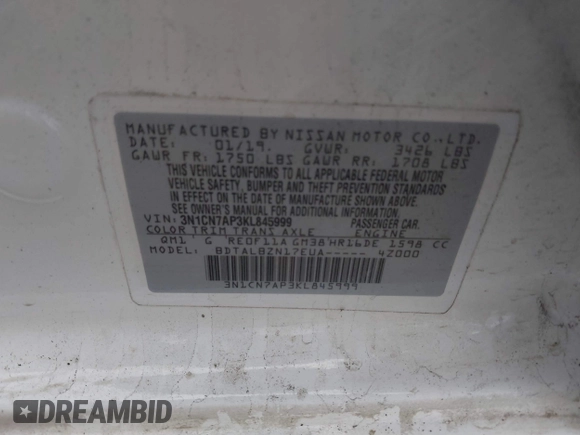 MANUFACTURED BY NISSAN MOTOR CO., LTD.
DATE: 01/19. GVWR: 3426 LBS
GAWR FR: 1750 LBS GAWR RR: 1708 LBS
THIS VEHICLE CONFORMS TO ALL APPLICABLE FEDERAL MOTOR
VEHICLE SAFETY, BUMPER AND THEFT PREVENTION STANDARDS
IN EFFECT ON THE DATE OF MANUFACTURE SHOWN ABOVE.
SEE OWNER'S MANUAL FOR ADDITIONAL INFORMATION.
VIN: 3N1CN7AP3KL845999 PASSENGER CAR.
COLOR TRIM TRANS AXLE ENGINE
QM1 G RE0F11A GM38 HR16DE 1598 CC
MODEL: BDTALBZN17EUA----- 42000
3N1CN7AP3KL845999
DREAMBID